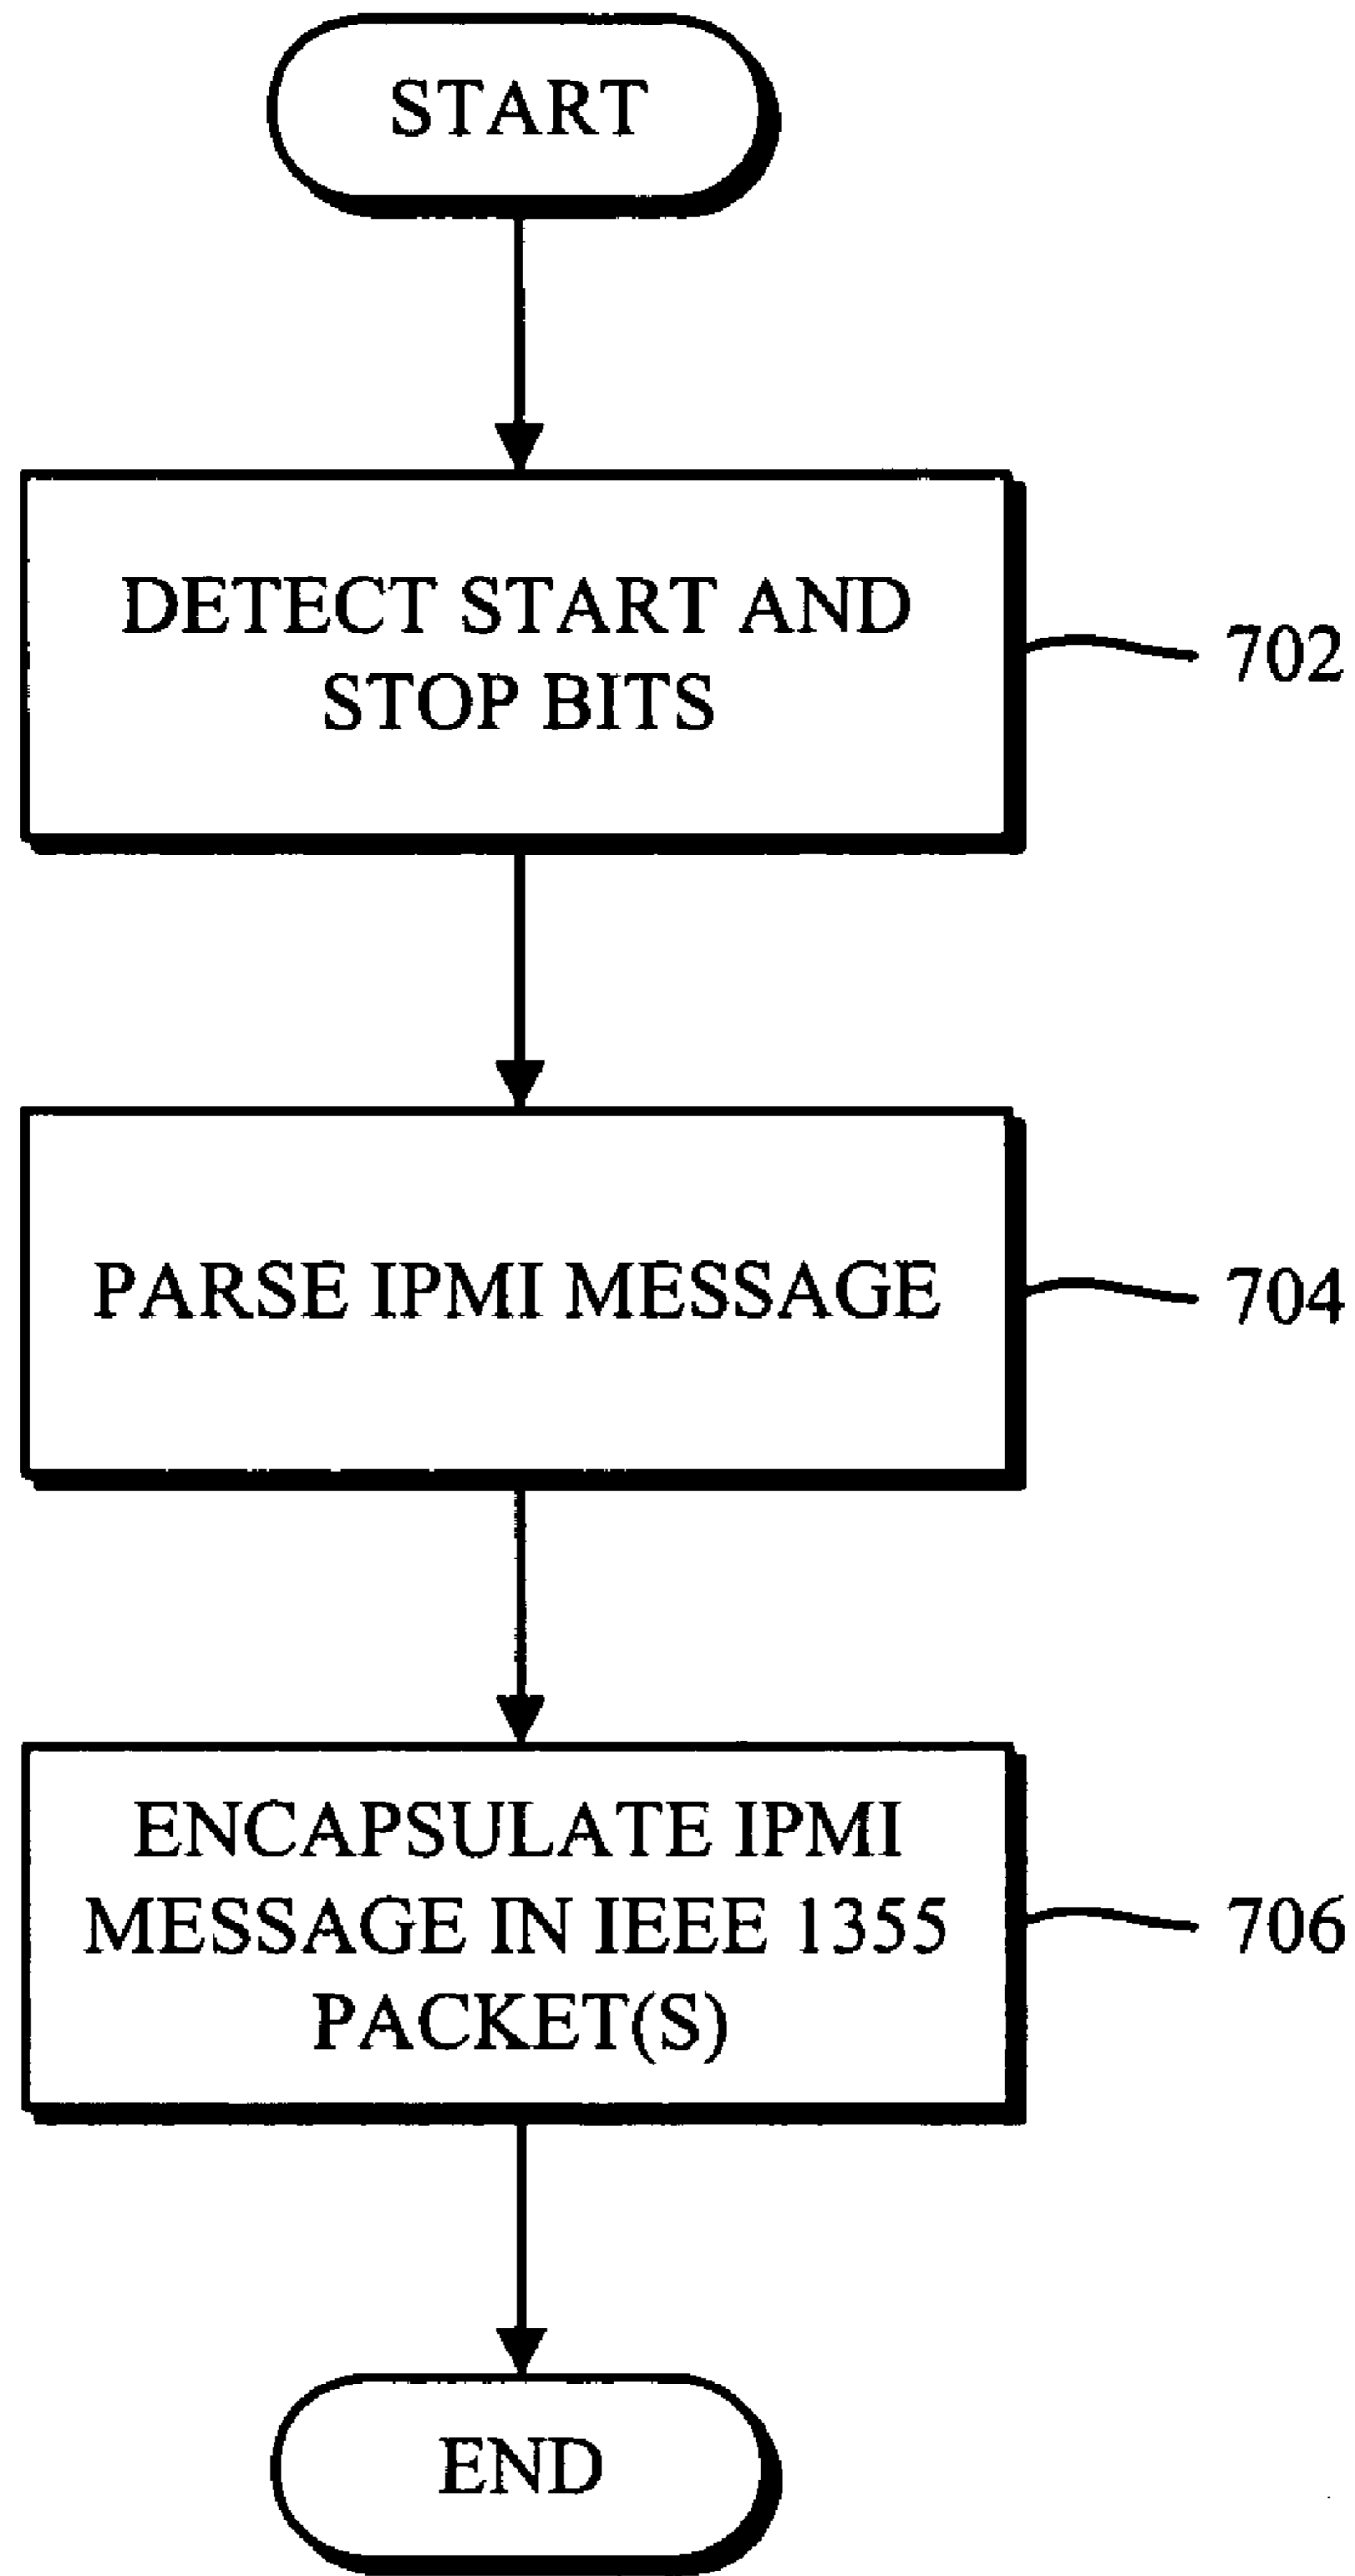 START
DETECT START AND
STOP BITS
702
PARSE IPMI MESSAGE
704
ENCAPSULATE IPMI
MESSAGE IN IEEE 1355
PACKET(S)
706
END